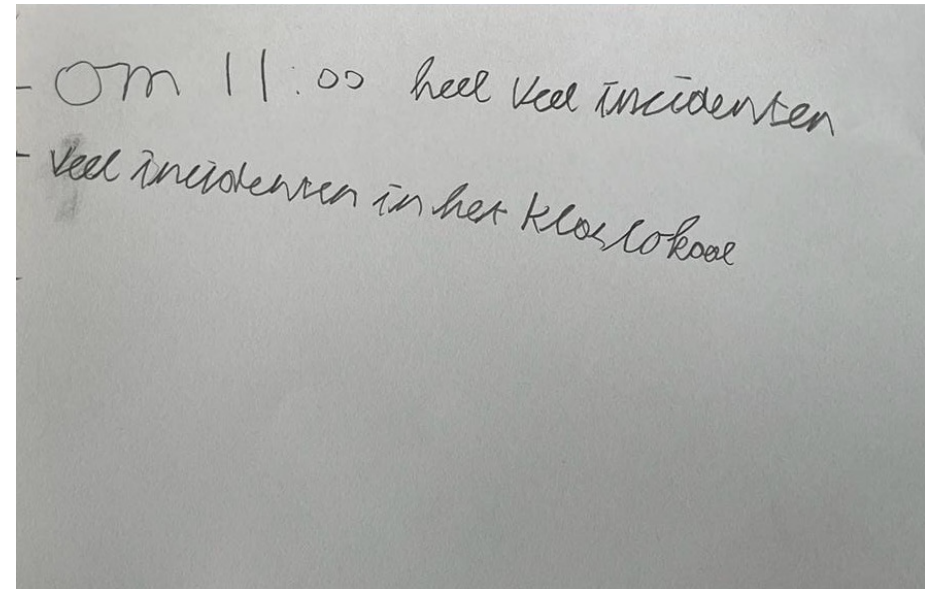 - Om 11:00 heel veel incidenten
- Veel incidenten in het klaslokaal
-